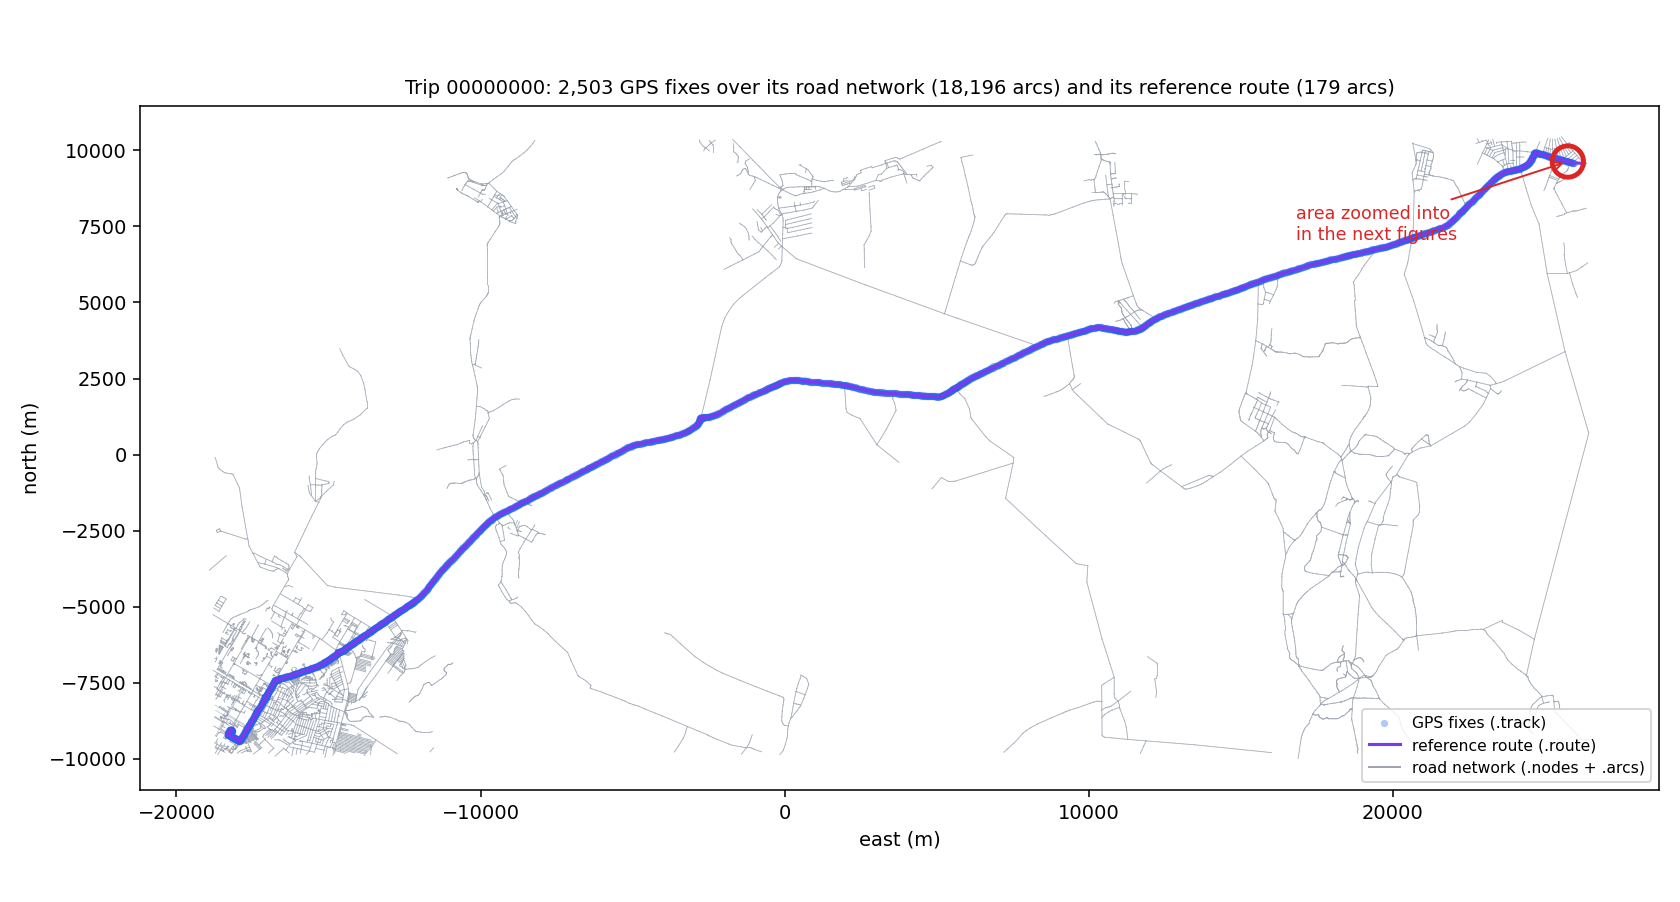 Trip 00000000: 2,503 GPS fixes over its road network (18,196 arcs) and its reference route (179 arcs)
10000
7500
5000
2500
0
−2500
−5000
−7500
−10000
north (m)
area zoomed into
in the next figures
GPS fixes (.track)
reference route (.route)
road network (.nodes + .arcs)
−20000
−10000
0
10000
20000
east (m)